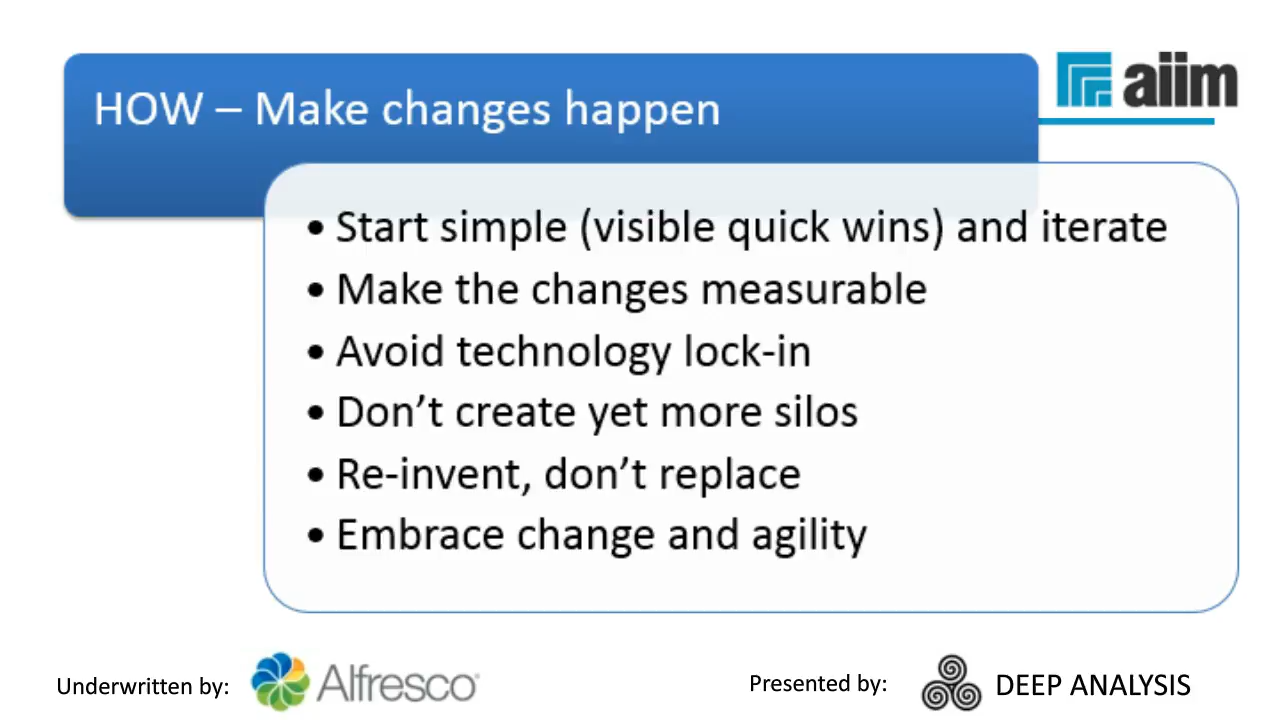 HOW – Make changes happen
aiim
• Start simple (visible quick wins) and iterate
• Make the changes measurable
• Avoid technology lock-in
• Don’t create yet more silos
• Re-invent, don’t replace
• Embrace change and agility
Underwritten by: Alfresco
Presented by: DEEP ANALYSIS